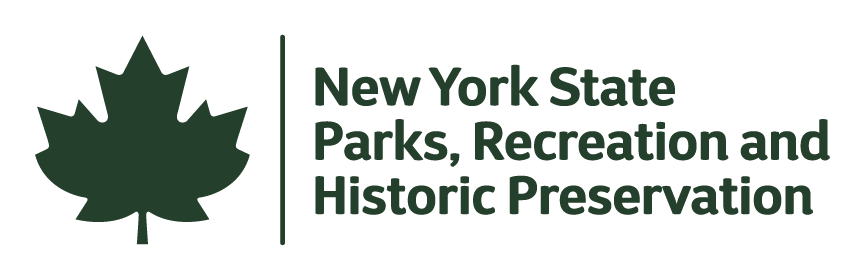 New York State
Parks, Recreation and
Historic Preservation